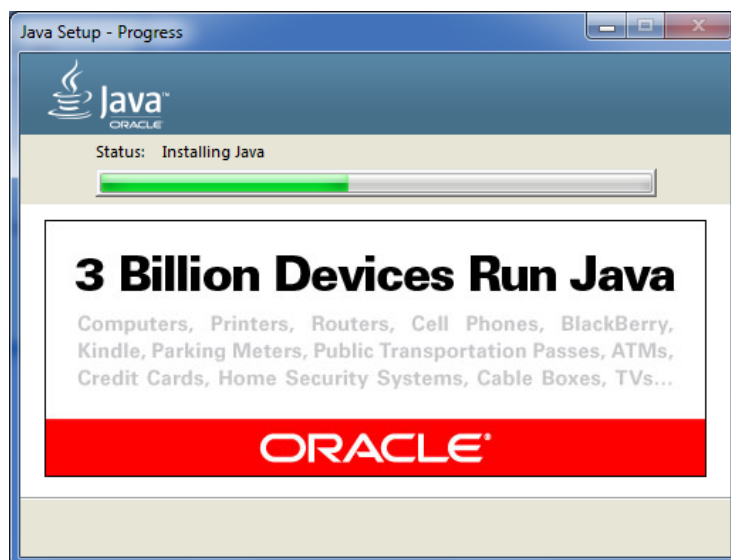 Java Setup - Progress
Java™
ORACLE
Status: Installing Java
3 Billion Devices Run Java
Computers, Printers, Routers, Cell Phones, BlackBerry,
Kindle, Parking Meters, Public Transportation Passes, ATMs,
Credit Cards, Home Security Systems, Cable Boxes, TVs...
ORACLE®